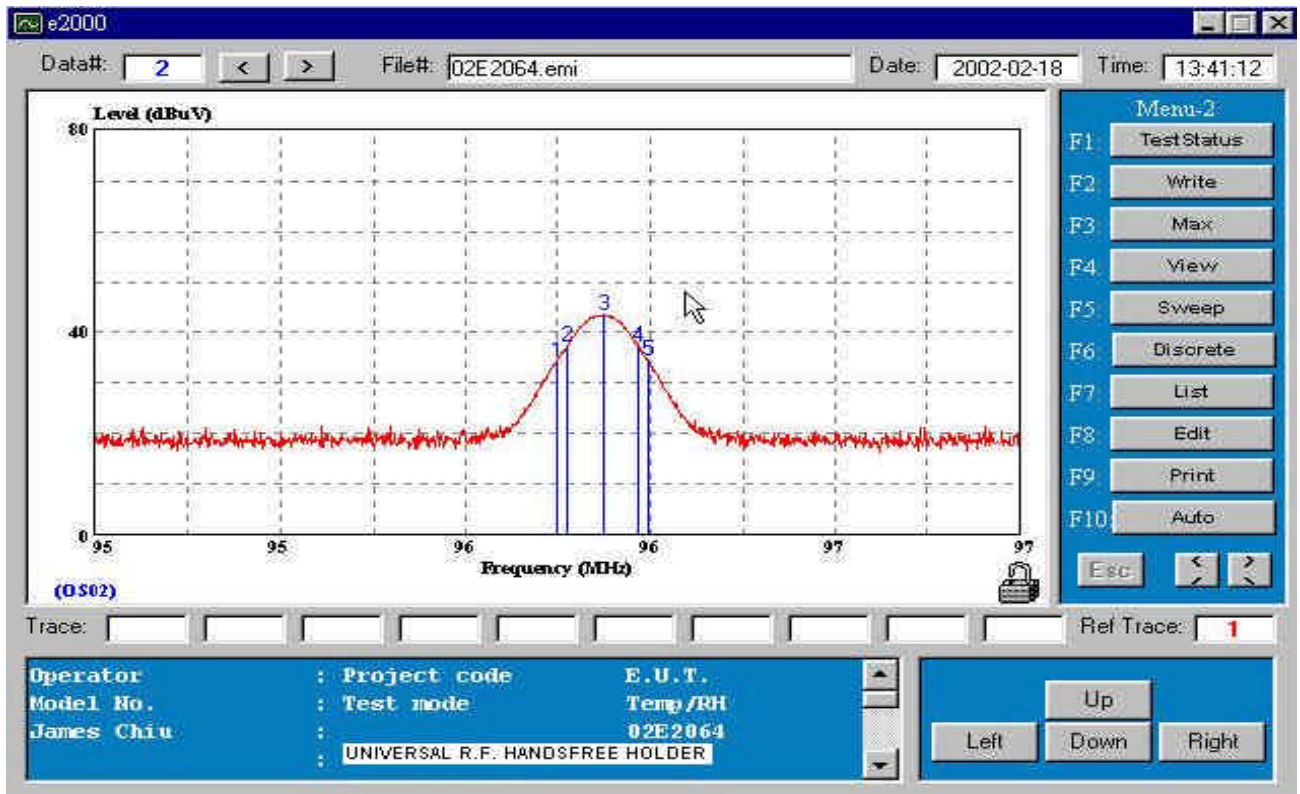 e2000
Data#: 2 < > File#: 02E2064.emi Date: 2002-02-18 Time: 13:41:12
Level (dBuV)
80
40
0
1 2 3 4 5
95 95 96 96 97 97
Frequency (MHz)
(OS02)
Menu-2
F1: Test Status
F2: Write
F3: Max
F4: View
F5: Sweep
F6: Discrete
F7: List
F8: Edit
F9: Print
F10: Auto
Esc
Trace: Ref Trace: 1
Operator : Project code E.U.T.
Model No. : Test mode Temp/RH
James Chiu : 02E2064
: UNIVERSAL R.F. HANDSFREE HOLDER
Up
Left Down Right